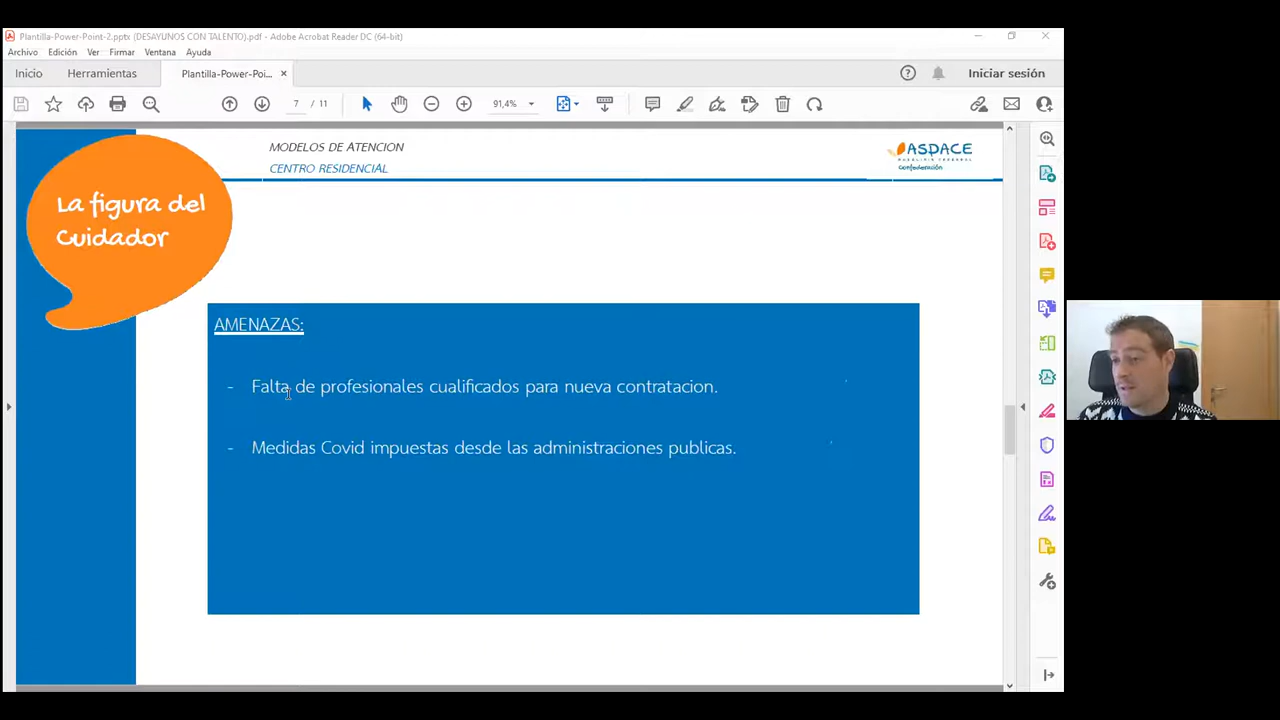 Plantilla-Power-Point-2.pptx (DESAYUNOS CON TALENTO).pdf - Adobe Acrobat Reader DC (64-bit)
Archivo Edición Ver Firmar Ventana Ayuda
Inicio Herramientas Plantilla-Power-Poi... Iniciar sesión
7 / 11 91,4%
MODELOS DE ATENCION
CENTRO RESIDENCIAL
ASPACE
PARÁLISIS CEREBRAL
Confederación
La figura del
Cuidador
AMENAZAS:
- Falta de profesionales cualificados para nueva contratacion.
- Medidas Covid impuestas desde las administraciones publicas.